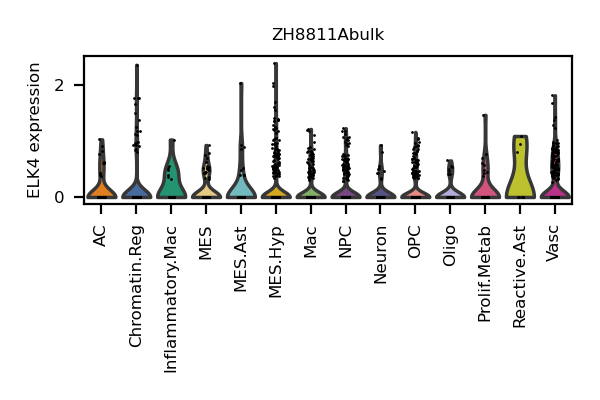 ZH8811Abulk
ELK4 expression
2
0
AC
Chromatin.Reg
Inflammatory.Mac
MES
MES.Ast
MES.Hyp
Mac
NPC
Neuron
OPC
Oligo
Prolif.Metab
Reactive.Ast
Vasc